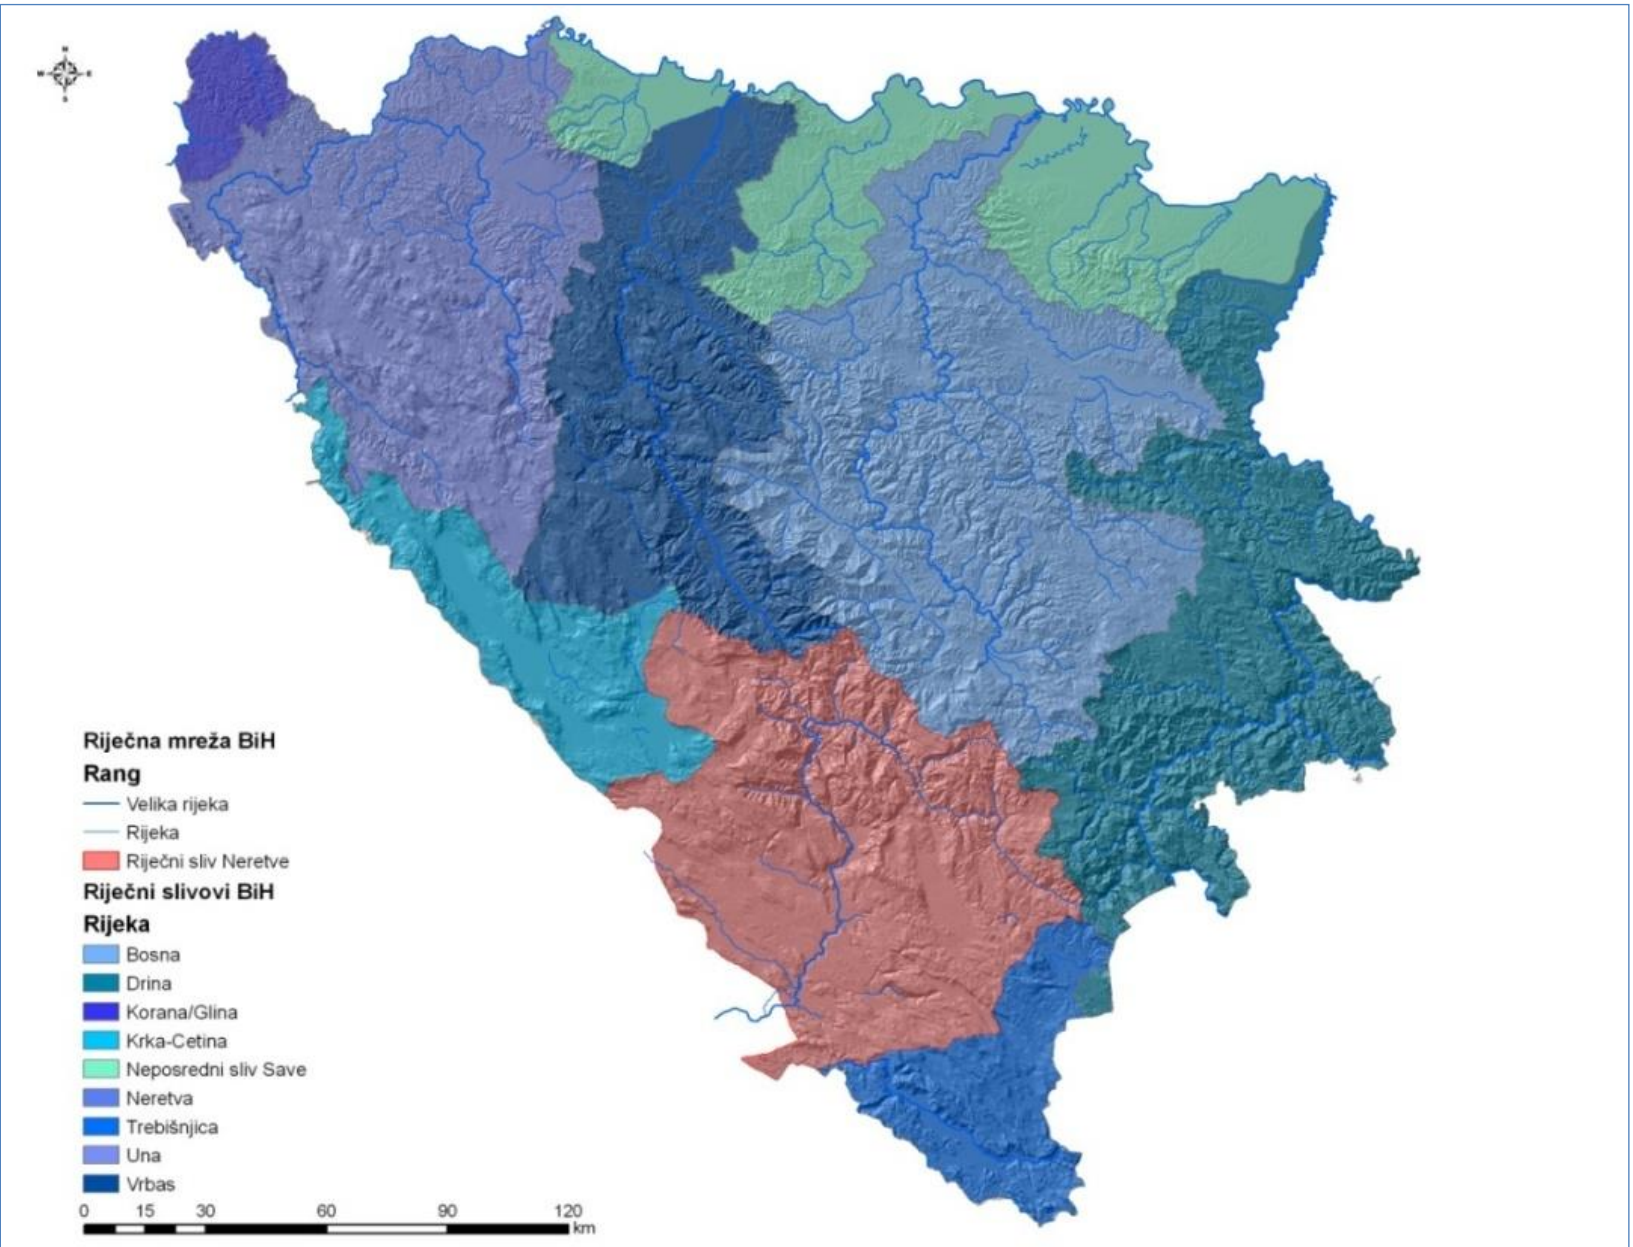 N
W E
S
Riječna mreža BiH
Rang
Velika rijeka
Rijeka
Riječni sliv Neretve
Riječni slivovi BiH
Rijeka
Bosna
Drina
Korana/Glina
Krka-Cetina
Neposredni sliv Save
Neretva
Trebišnjica
Una
Vrbas
0 15 30 60 90 120
km